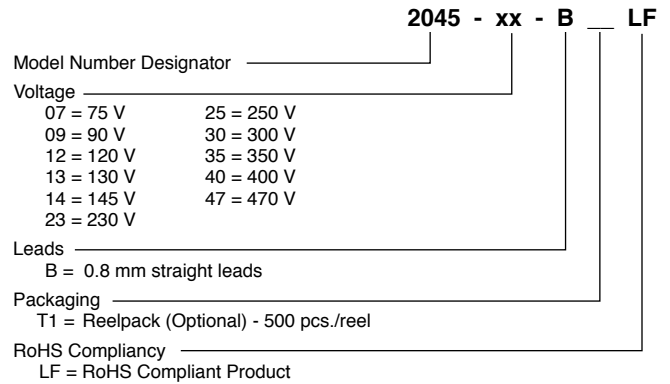 2045 - xx - B __ LF
Model Number Designator
Voltage
07 = 75 V 25 = 250 V
09 = 90 V 30 = 300 V
12 = 120 V 35 = 350 V
13 = 130 V 40 = 400 V
14 = 145 V 47 = 470 V
23 = 230 V
Leads
B = 0.8 mm straight leads
Packaging
T1 = Reelpack (Optional) - 500 pcs./reel
RoHS Compliancy
LF = RoHS Compliant Product